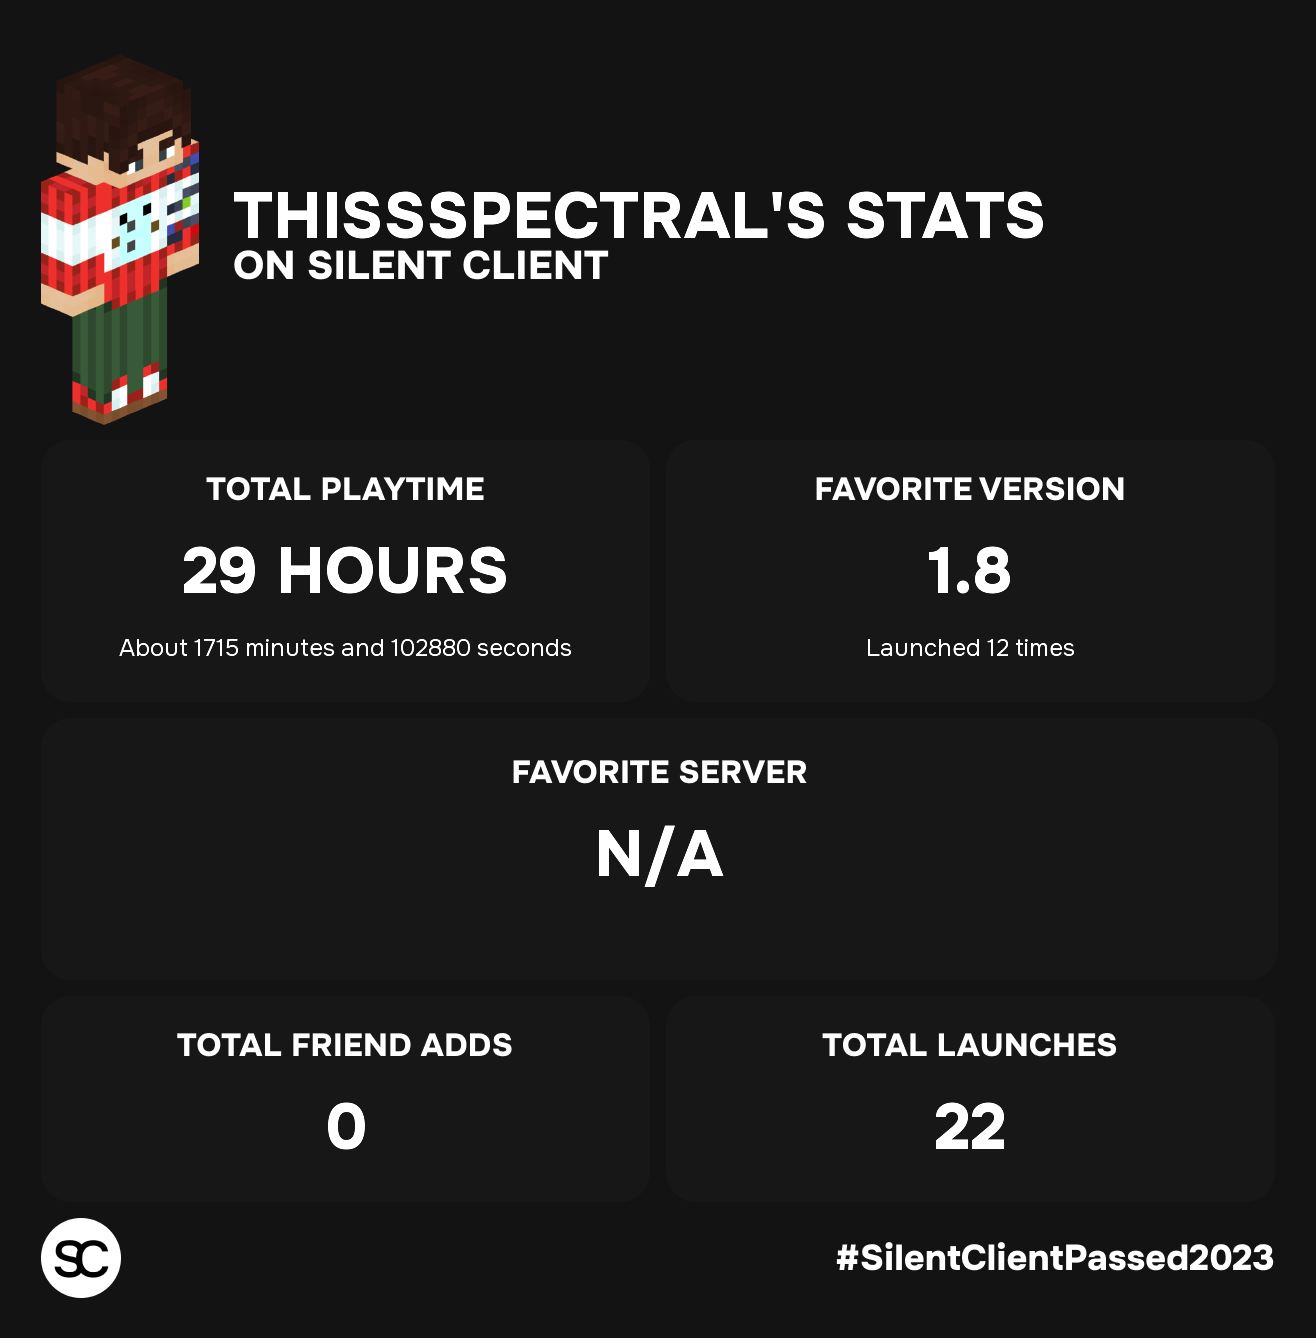 THISSSPECTRAL'S STATS
ON SILENT CLIENT
TOTAL PLAYTIME
29 HOURS
About 1715 minutes and 102880 seconds
FAVORITE VERSION
1.8
Launched 12 times
FAVORITE SERVER
N/A
TOTAL FRIEND ADDS
0
TOTAL LAUNCHES
22
SC
#SilentClientPassed2023